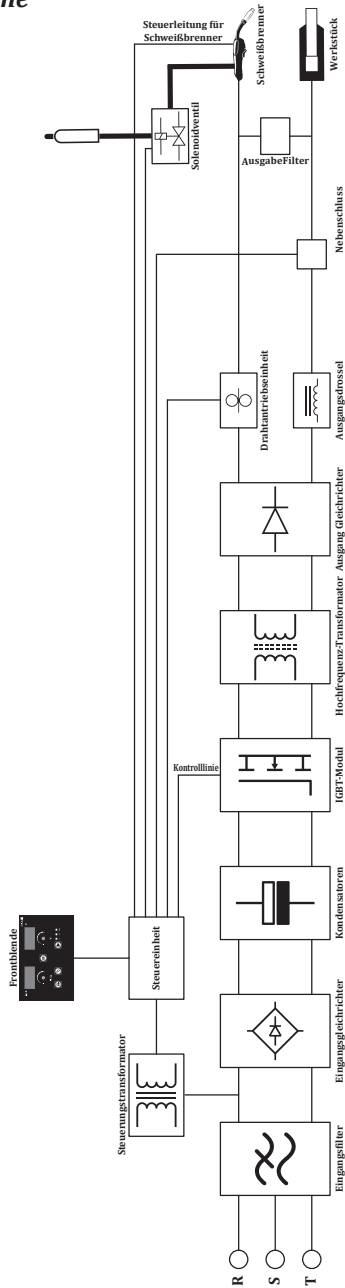 ne
Steuerleitung für
Schweißbrenner
Schweißbrenner
Werkstück
Solenoidventil
AusgabeFilter
Nebenschluss
Drahtantriebseinheit
Ausgangsdrossel
Ausgang Gleichrichter
Hochfrequenz-Transformator
Kontrolllinie
IGBT-Modul
Frontblende
Steuereinheit
Kondensatoren
Steuerungstransformator
Eingangsgleichrichter
Eingangsfilter
R
S
T